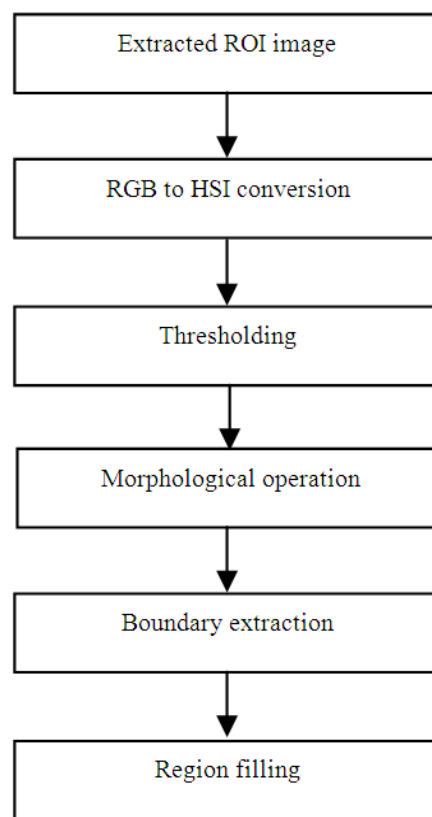 Extracted ROI image
RGB to HSI conversion
Thresholding
Morphological operation
Boundary extraction
Region filling